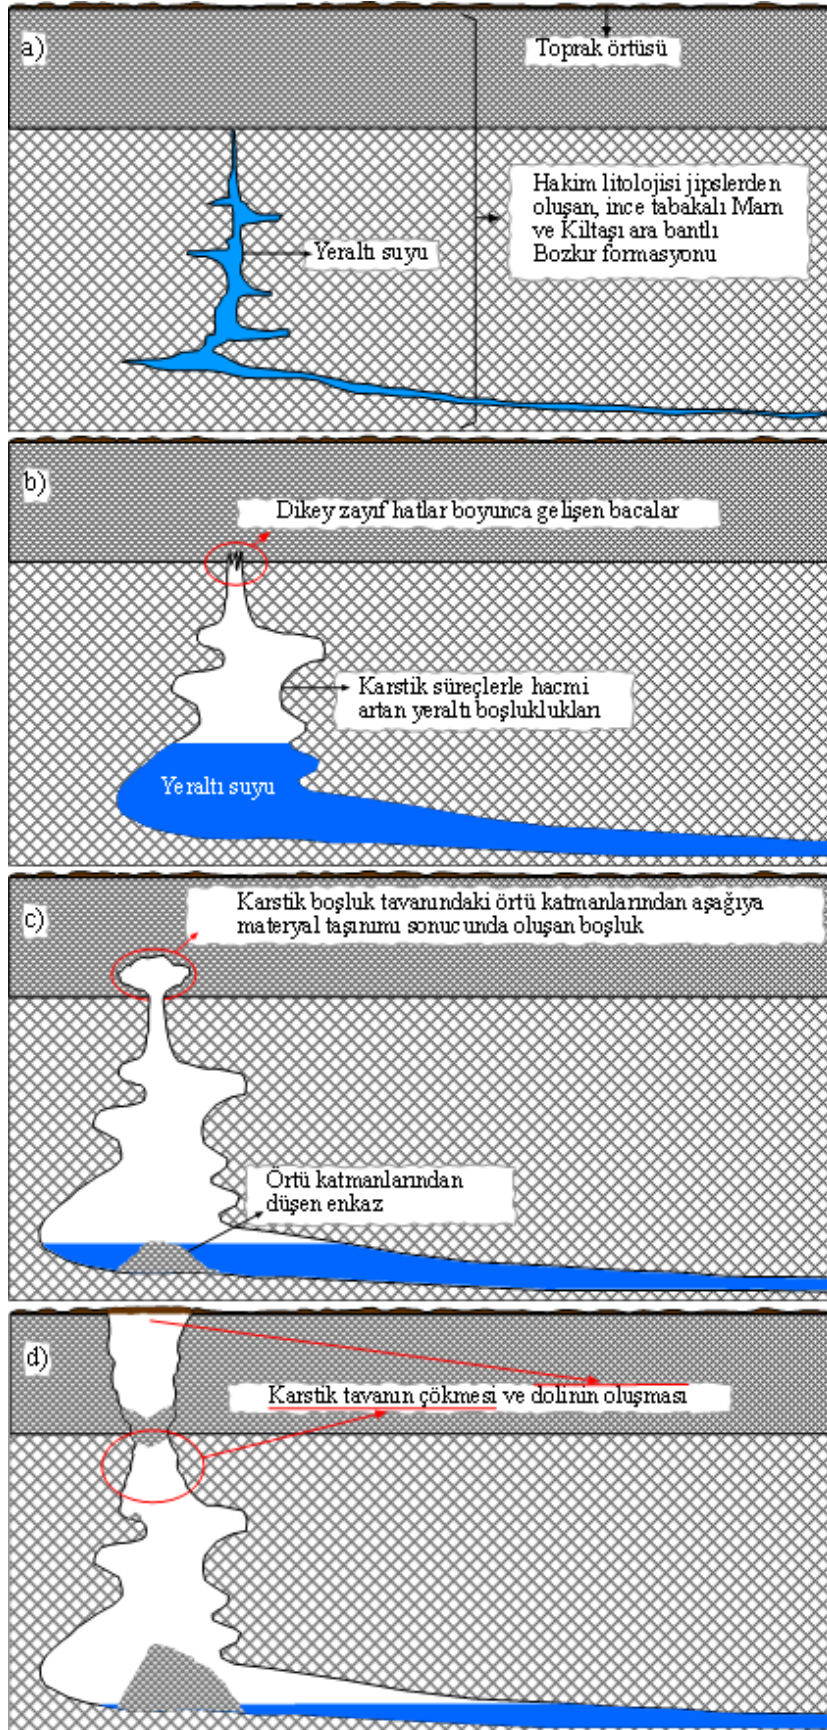 a)
Toprak örtüsü
Hakim litolojisi jipslerden
oluşan, ince tabakalı Marn
ve Kiltaşı ara bantlı
Bozkır formasyonu
Yeraltı suyu
b)
Dikey zayıf hatlar boyunca gelişen bacalar
Karstik süreçlerle hacmi
artan yeraltı boşluklukları
Yeraltı suyu
c)
Karstik boşluk tavanındaki örtü katmanlarından aşağıya
materyal taşınımı sonucunda oluşan boşluk
Örtü katmanlarından
düşen enkaz
d)
Karstik tavanın çökmesi ve dolinin oluşması